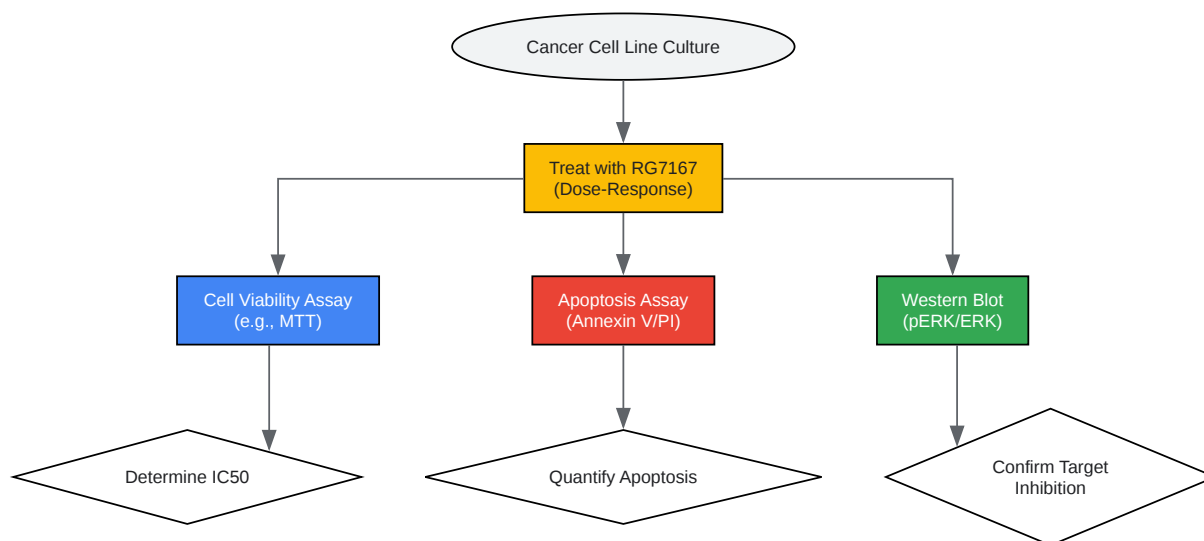 Cancer Cell Line Culture
Treat with RG7167
(Dose-Response)
Cell Viability Assay
(e.g., MTT)
Apoptosis Assay
(Annexin V/PI)
Western Blot
(pERK/ERK)
Determine IC50
Quantify Apoptosis
Confirm Target
Inhibition